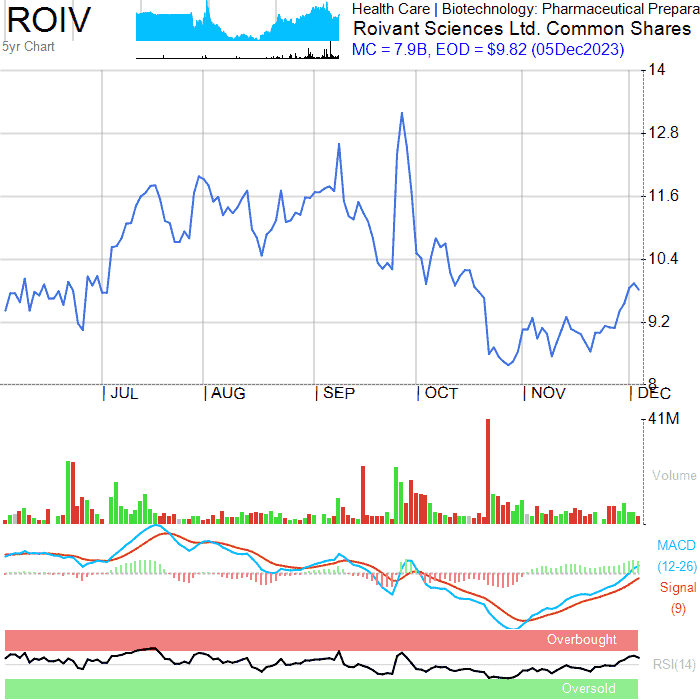 ROIV
5yr Chart
Health Care | Biotechnology: Pharmaceutical Prepara
Roivant Sciences Ltd. Common Shares
MC = 7.9B, EOD = $9.82 (05Dec2023)
14
12.8
11.6
10.4
9.2
8
| JUL | AUG | SEP | OCT | NOV | DEC
41M
Volume
MACD
(12-26)
Signal
(9)
Overbought
RSI(14)
Oversold